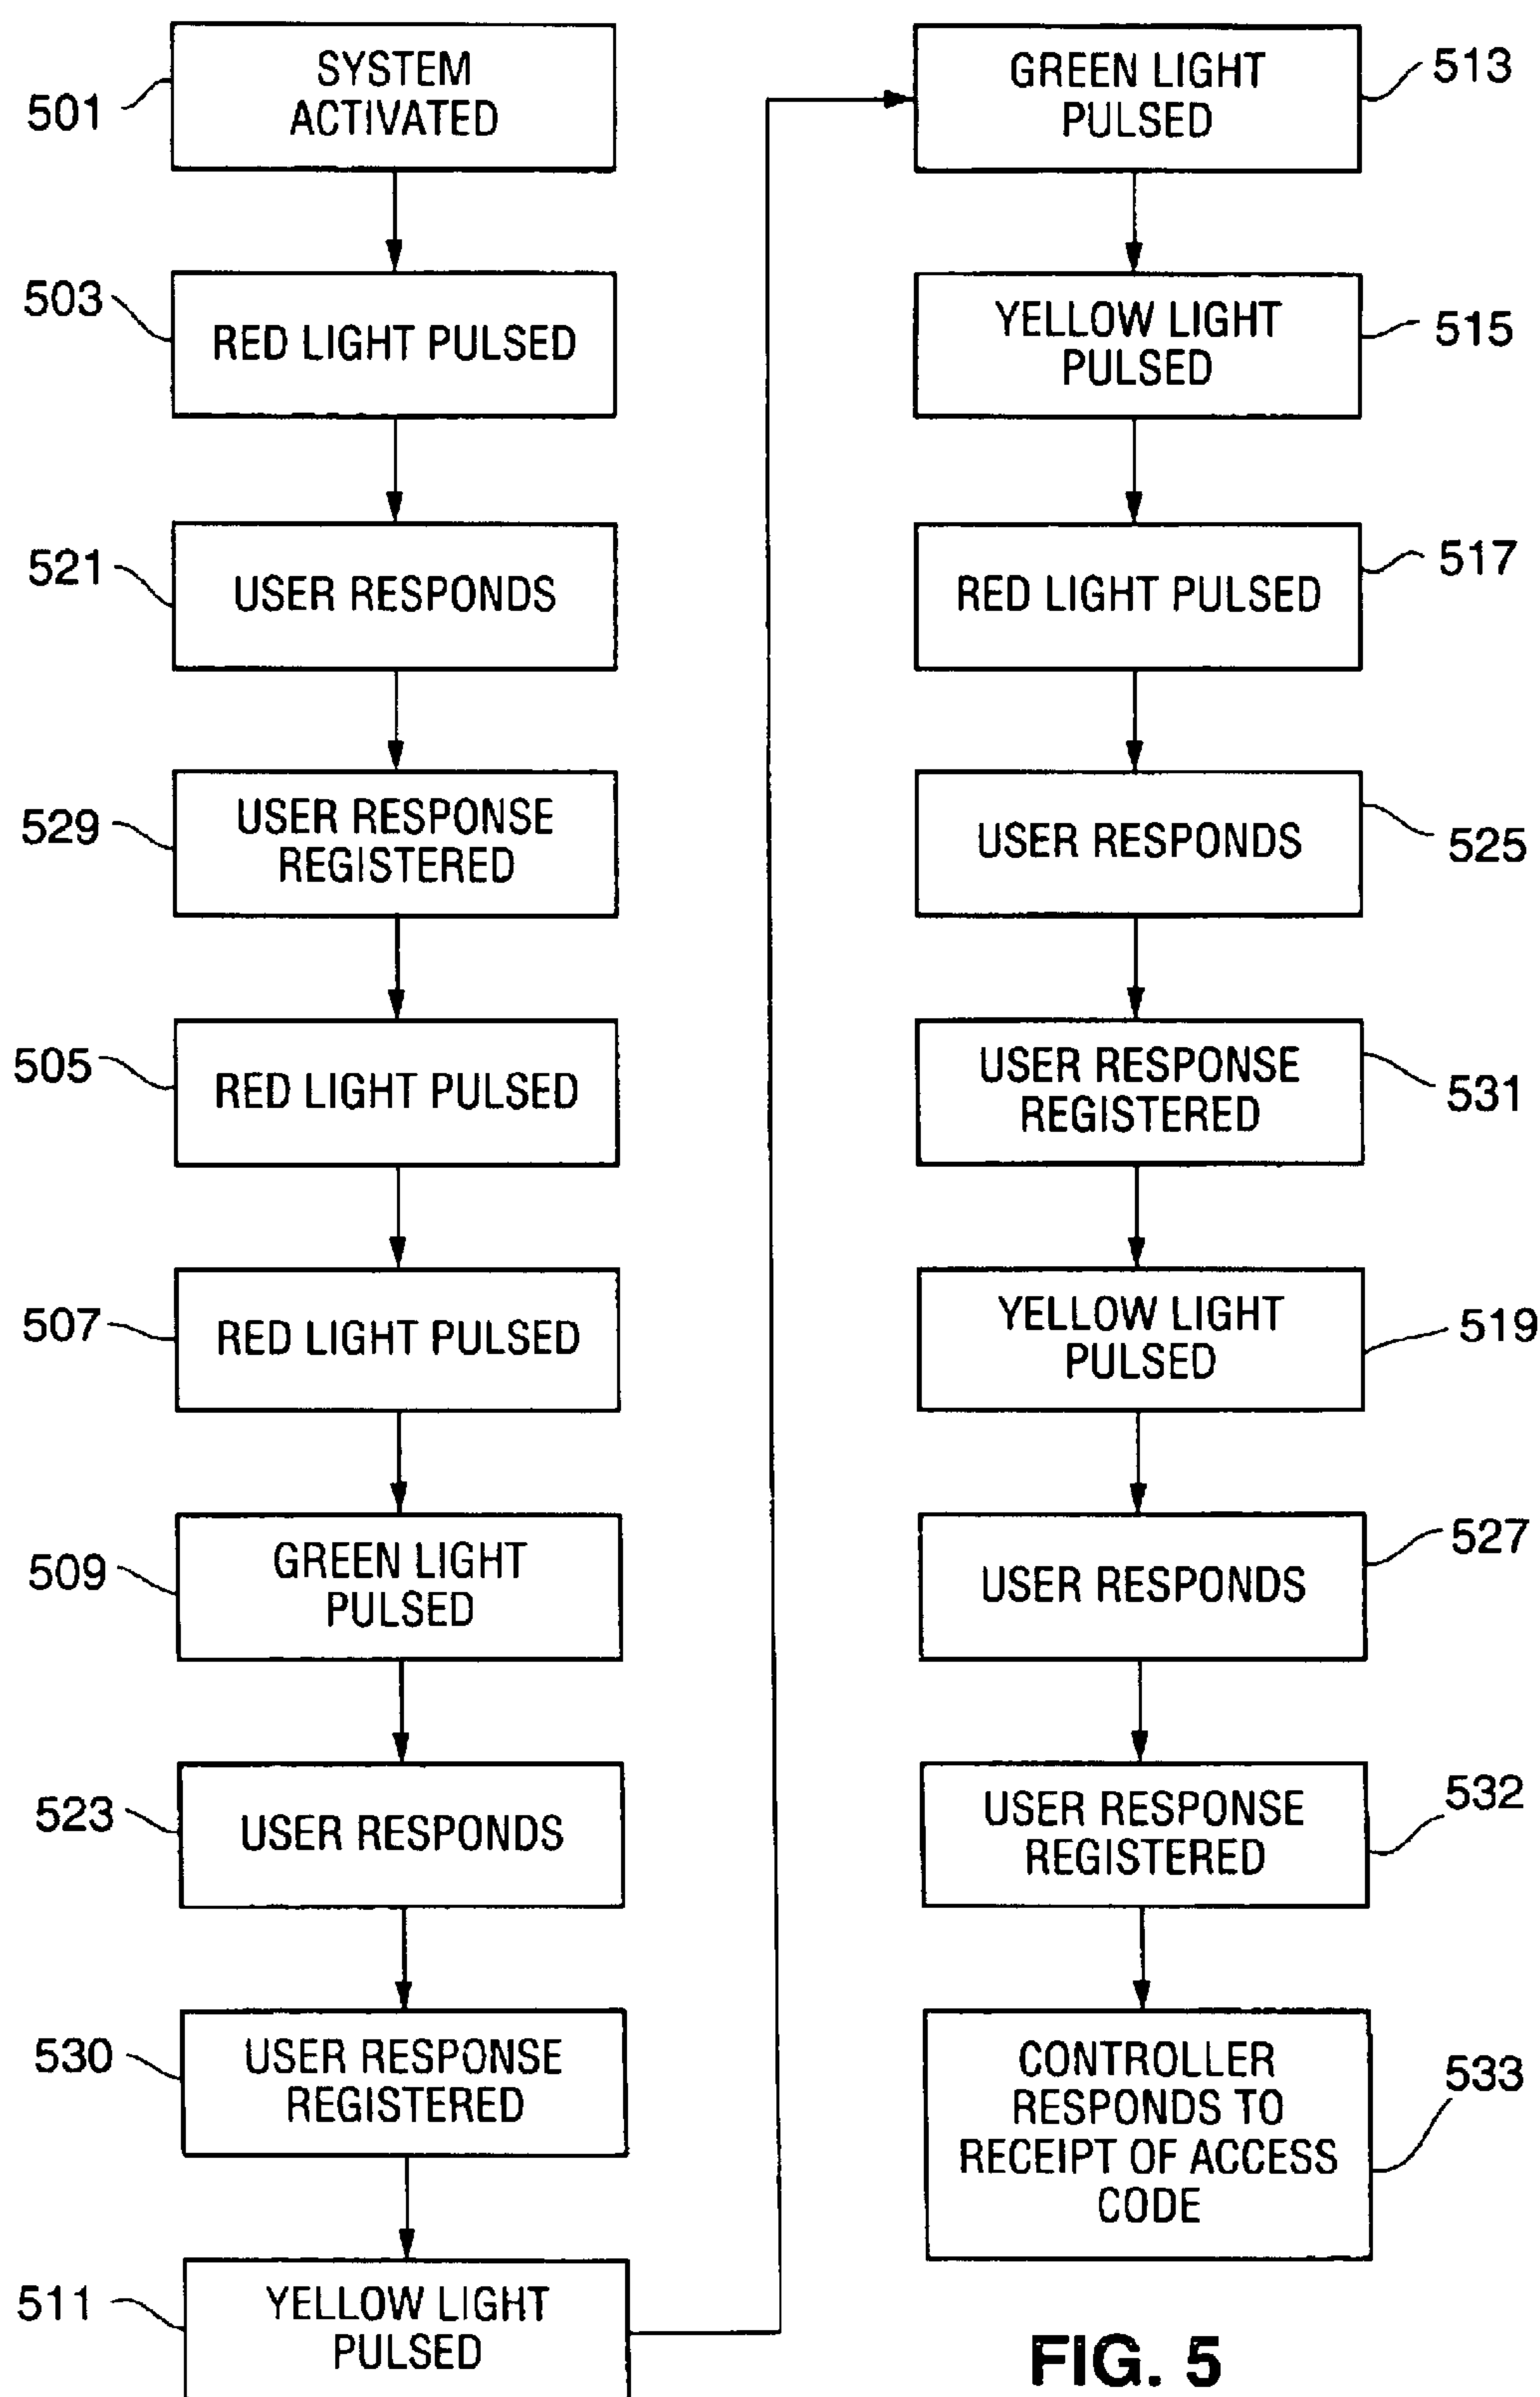 SYSTEM
ACTIVATED
501
503
RED LIGHT PULSED
521
USER RESPONDS
529
USER RESPONSE
REGISTERED
505
RED LIGHT PULSED
507
RED LIGHT PULSED
509
GREEN LIGHT
PULSED
523
USER RESPONDS
530
USER RESPONSE
REGISTERED
511
YELLOW LIGHT
PULSED
GREEN LIGHT
PULSED
513
YELLOW LIGHT
PULSED
515
RED LIGHT PULSED
517
USER RESPONDS
525
USER RESPONSE
REGISTERED
531
YELLOW LIGHT
PULSED
519
USER RESPONDS
527
USER RESPONSE
REGISTERED
532
CONTROLLER
RESPONDS TO
RECEIPT OF ACCESS
CODE
533
FIG. 5